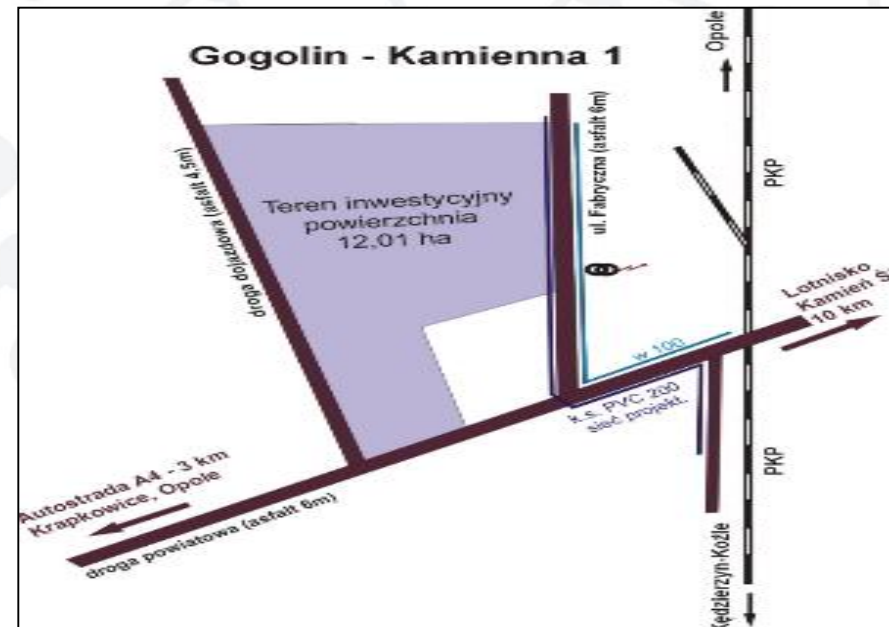 Gogolin - Kamienna 1
Opole
PKP
ul. Fabryczna (asfalt 6m)
droga dojazdowa (asfalt 4,5m)
Teren inwestycyjny
powierzchnia
12,01 ha
Lotnisko
Kamień
10 km
w 100
k.s. PVC 200
sieć projekt.
Autostrada A4 - 3 km
Krapkowice, Opole
droga powiatowa (asfalt 6m)
PKP
Kędzierzyn-Koźle